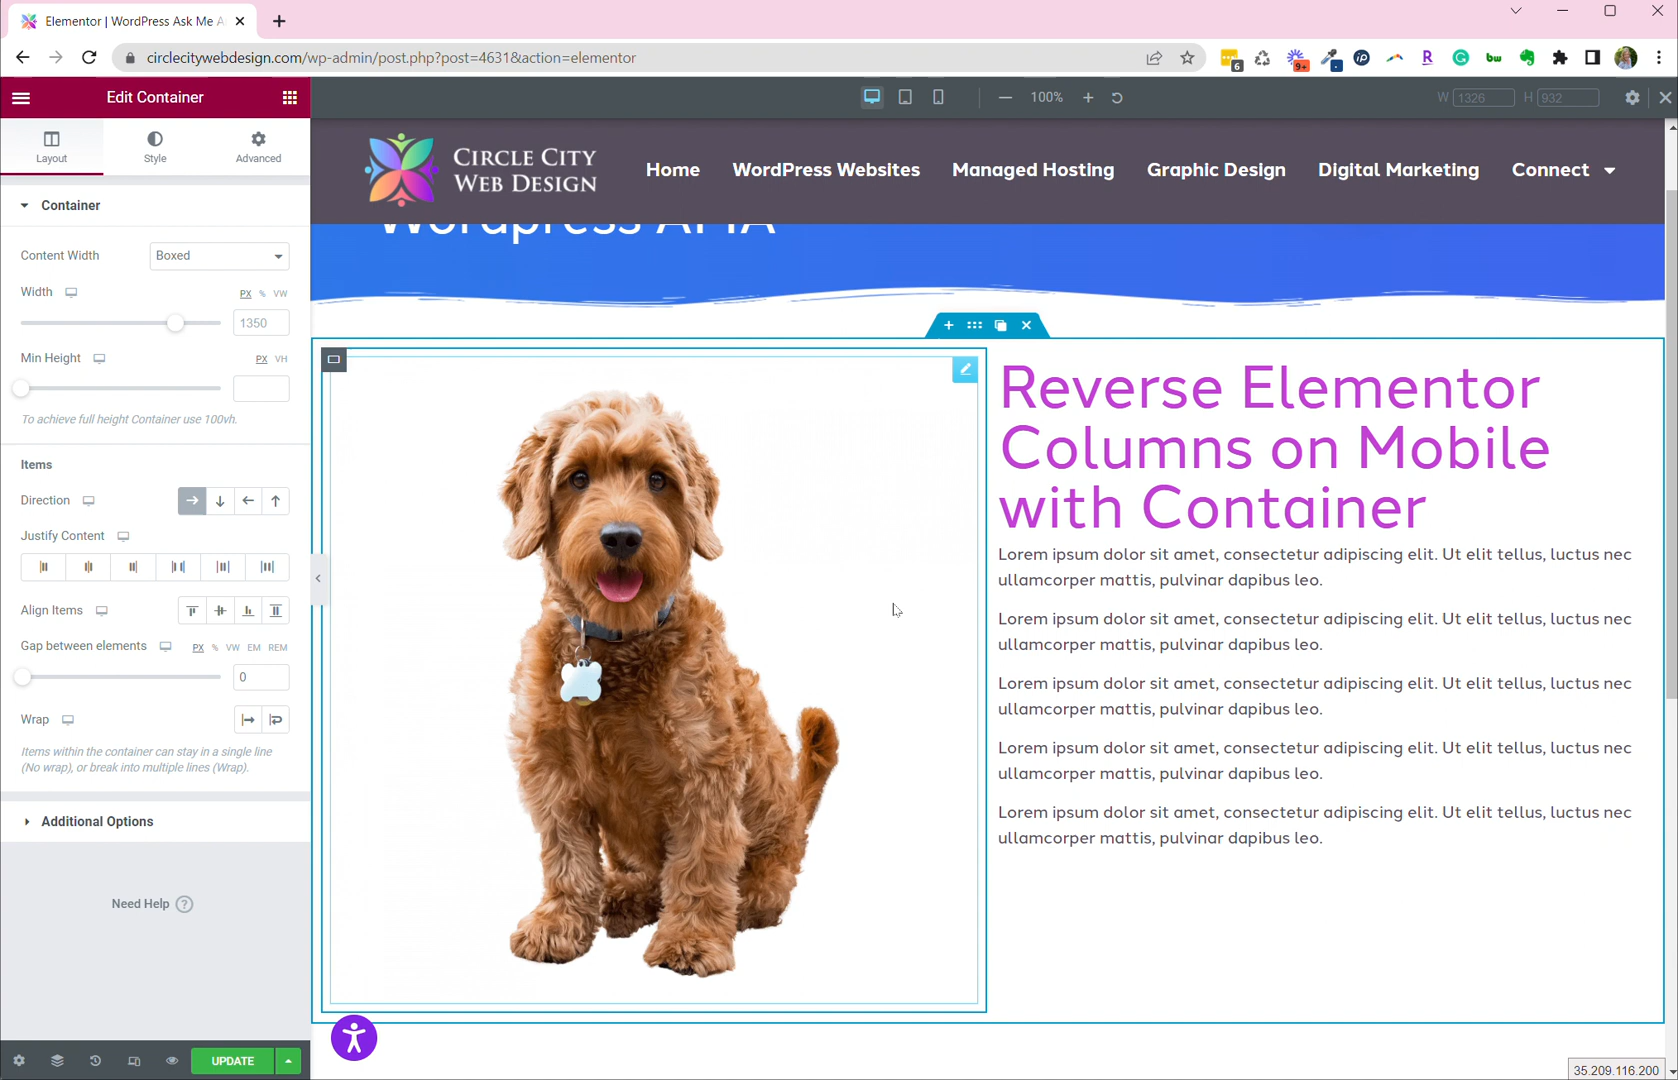 Elementor | WordPress Ask Me A
circlecitywebdesign.com/wp-admin/post.php?post=4631&action=elementor
6
9+
Edit Container
100%
W 1326 H 932
Layout Style Advanced
CIRCLE CITY
WEB DESIGN
Home WordPress Websites Managed Hosting Graphic Design Digital Marketing Connect
Container
Wordpress AMA
Content Width Boxed
Width PX % VW
1350
Min Height PX VH
To achieve full height Container use 100vh.
Items
Direction
Justify Content
Align Items
Gap between elements PX % VW EM REM
0
Wrap
Items within the container can stay in a single line
(No wrap), or break into multiple lines (Wrap).
Additional Options
Need Help ?
UPDATE
Reverse Elementor
Columns on Mobile
with Container
Lorem ipsum dolor sit amet, consectetur adipiscing elit. Ut elit tellus, luctus nec
ullamcorper mattis, pulvinar dapibus leo.
Lorem ipsum dolor sit amet, consectetur adipiscing elit. Ut elit tellus, luctus nec
ullamcorper mattis, pulvinar dapibus leo.
Lorem ipsum dolor sit amet, consectetur adipiscing elit. Ut elit tellus, luctus nec
ullamcorper mattis, pulvinar dapibus leo.
Lorem ipsum dolor sit amet, consectetur adipiscing elit. Ut elit tellus, luctus nec
ullamcorper mattis, pulvinar dapibus leo.
Lorem ipsum dolor sit amet, consectetur adipiscing elit. Ut elit tellus, luctus nec
ullamcorper mattis, pulvinar dapibus leo.
35.209.116.200